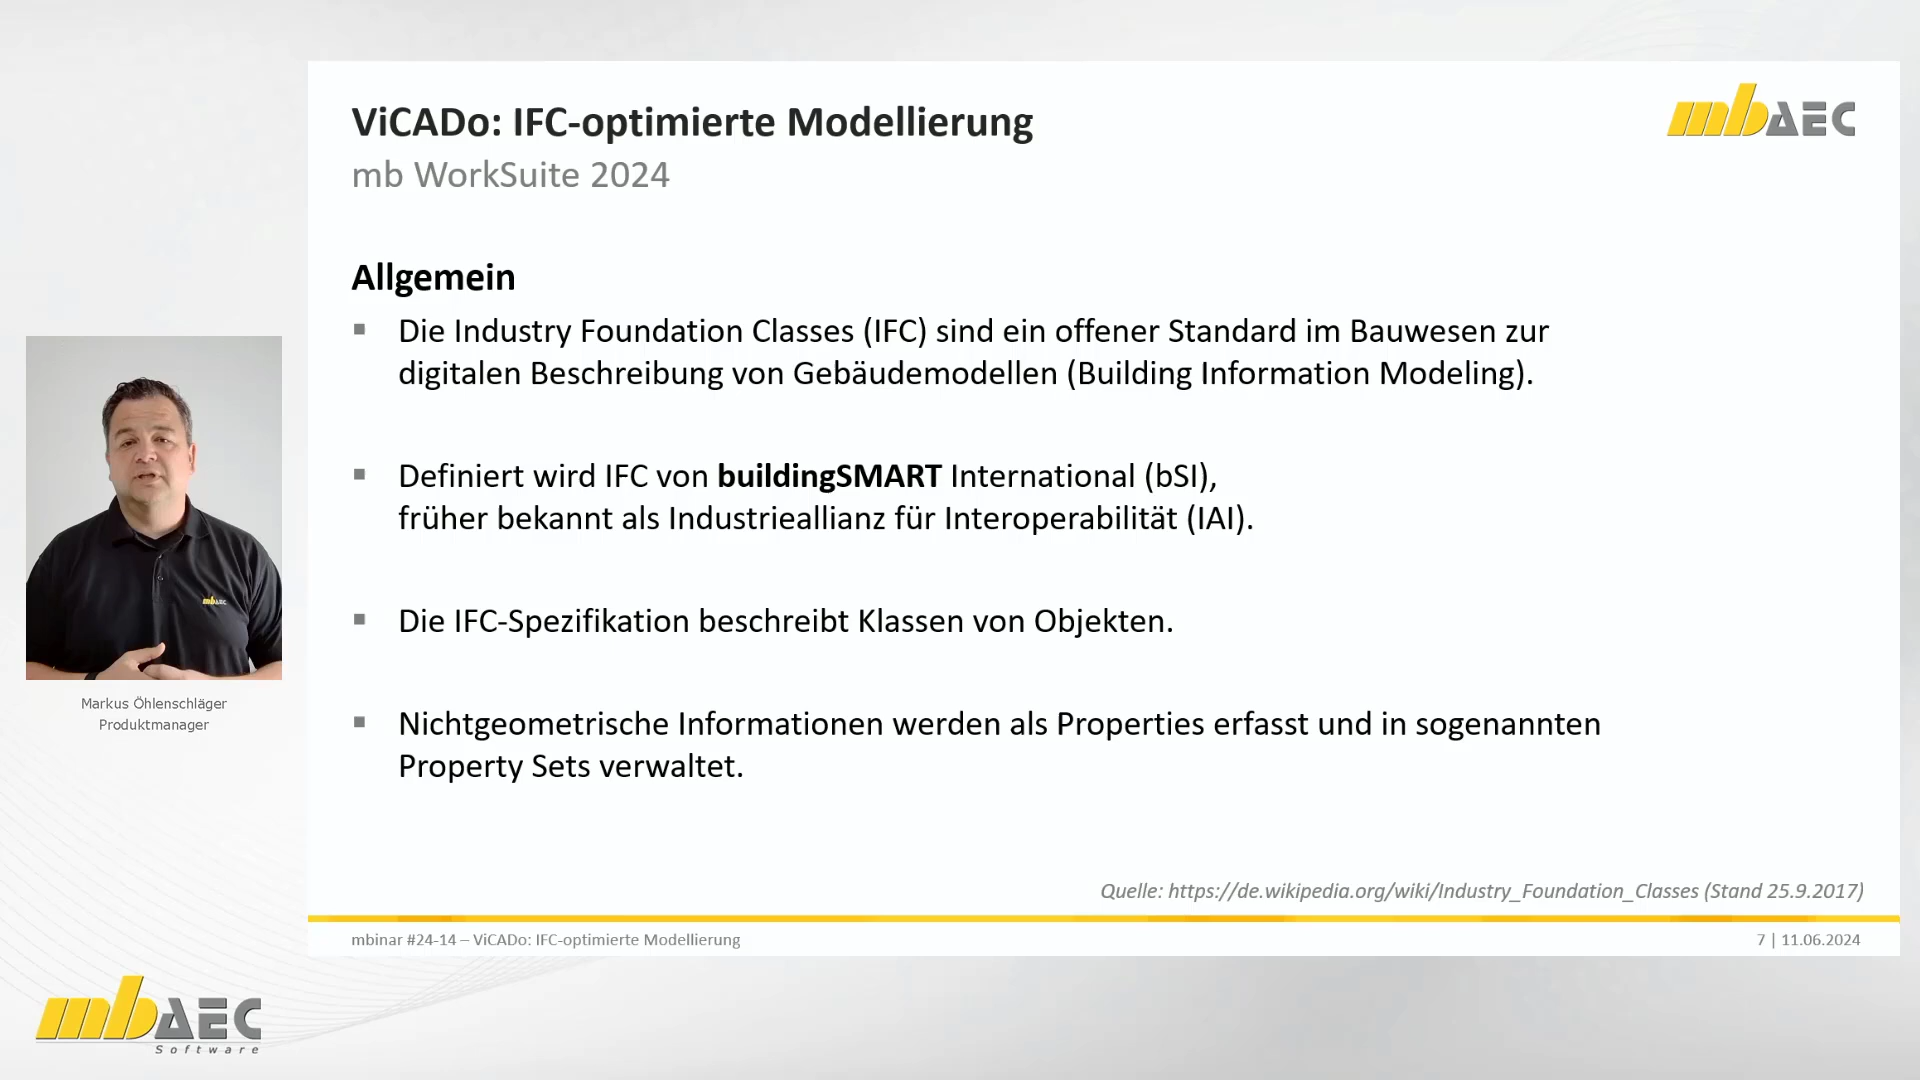 ViCADo: IFC-optimierte Modellierung
mb WorkSuite 2024
mbAEC
Allgemein
▪ Die Industry Foundation Classes (IFC) sind ein offener Standard im Bauwesen zur
digitalen Beschreibung von Gebäudemodellen (Building Information Modeling).
▪ Definiert wird IFC von buildingSMART International (bSI),
früher bekannt als Industrieallianz für Interoperabilität (IAI).
▪ Die IFC-Spezifikation beschreibt Klassen von Objekten.
▪ Nichtgeometrische Informationen werden als Properties erfasst und in sogenannten
Property Sets verwaltet.
Quelle: https://de.wikipedia.org/wiki/Industry_Foundation_Classes (Stand 25.9.2017)
mbinar #24-14 – ViCADo: IFC-optimierte Modellierung
7 | 11.06.2024
mbAEC
Markus Öhlenschläger
Produktmanager
mbAEC
Software